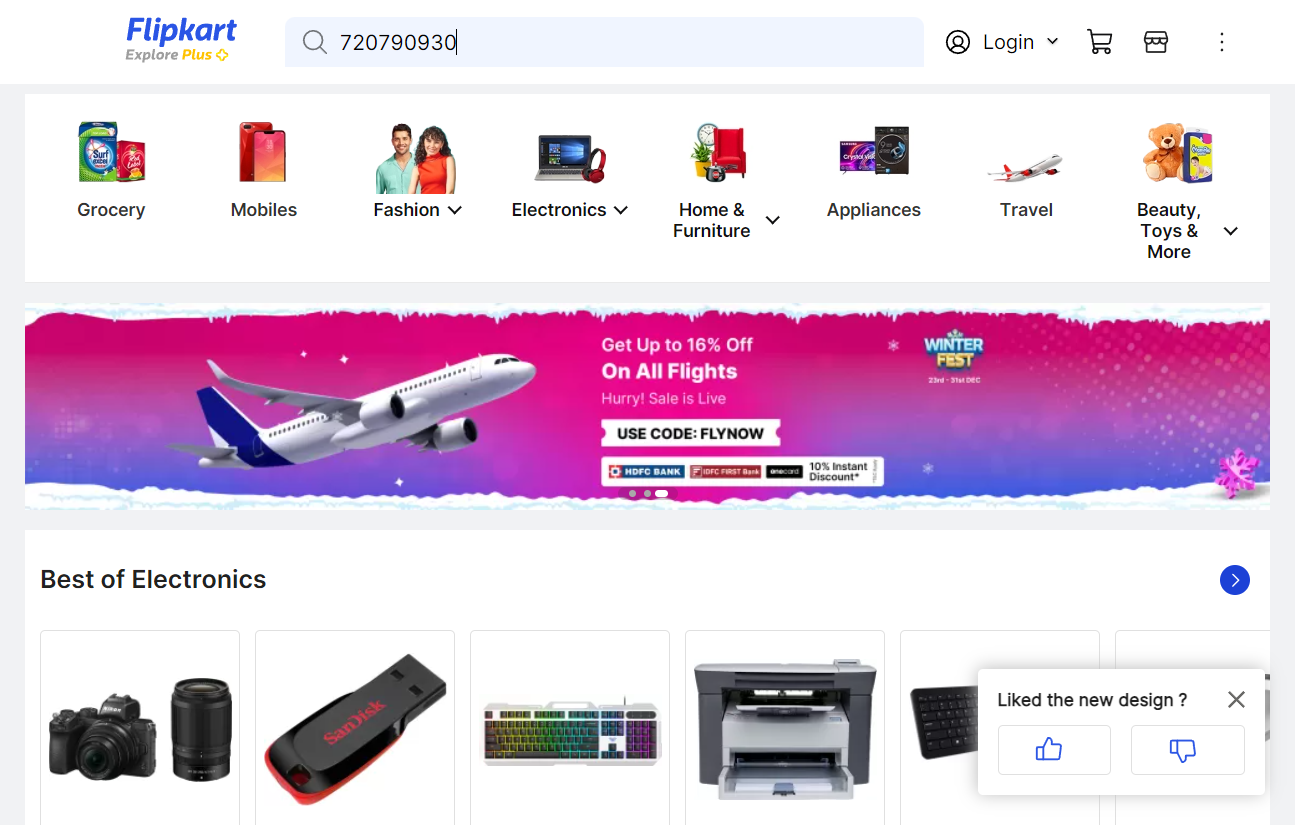 Flipkart
Explore Plus
720790930
Login
Grocery
Mobiles
Fashion
Electronics
Home &
Furniture
Appliances
Travel
Beauty,
Toys &
More
Get Up to 16% Off
On All Flights
Hurry! Sale is Live
USE CODE: FLYNOW
HDFC BANK
IDFC FIRST Bank
onecard
10% Instant
Discount*
WINTER
FEST
23rd - 31st DEC
Best of Electronics
Nikon
SanDisk
Liked the new design ?